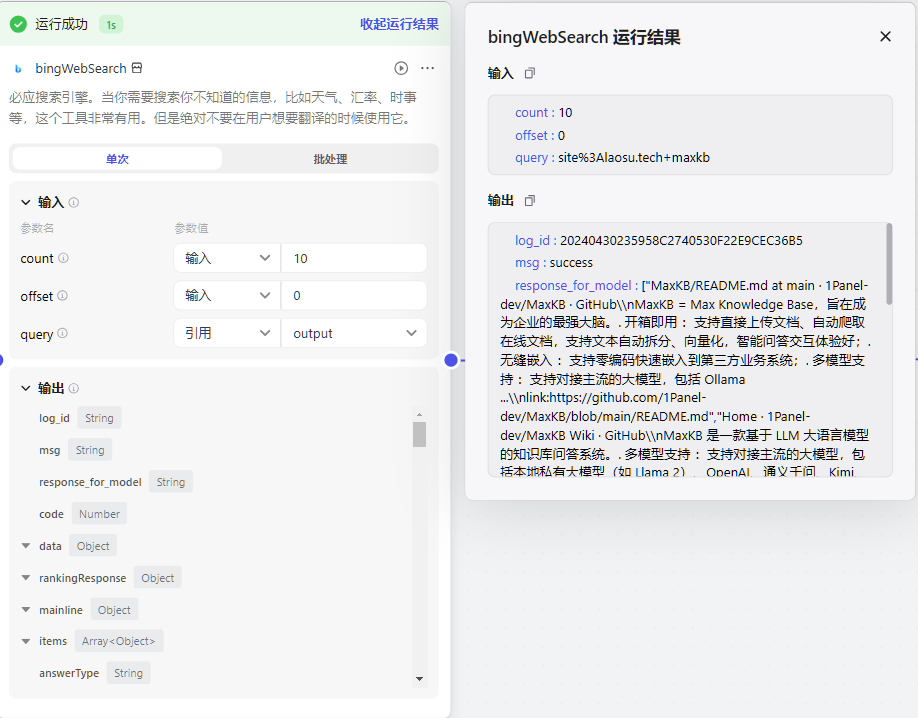 运行成功 1s 收起运行结果
bingWebSearch
必应搜索引擎。当你需要搜索你不知道的信息，比如天气、汇率、时事
等，这个工具非常有用。但是绝对不要在用户想要翻译的时候使用它。
单次 批处理
输入
参数名 参数值
count 输入 10
offset 输入 0
query 引用 output
输出
log_id String
msg String
response_for_model String
code Number
data Object
rankingResponse Object
mainline Object
items Array<Object>
answerType String
bingWebSearch 运行结果
输入
count : 10
offset : 0
query : site%3Alaosu.tech+maxkb
输出
log_id : 20240430235958C2740530F22E9CEC36B5
msg : success
response_for_model : ["MaxKB/README.md at main · 1Panel-
dev/MaxKB · GitHub\\nMaxKB = Max Knowledge Base，旨在成
为企业的最强大脑。. 开箱即用 ：支持直接上传文档、自动爬取
在线文档，支持文本自动拆分、向量化，智能问答交互体验好；.
无缝嵌入 ：支持零编码快速嵌入到第三方业务系统；. 多模型支
持 ：支持对接主流的大模型，包括 Ollama
...\\nlink:https://github.com/1Panel-
dev/MaxKB/blob/main/README.md","Home · 1Panel-
dev/MaxKB Wiki · GitHub\\nMaxKB 是一款基于 LLM 大语言模型
的知识库问答系统。. 多模型支持 ：支持对接主流的大模型，包
括本地私有大模型（如 Llama 2）、OpenAI、通义千问、Kimi、